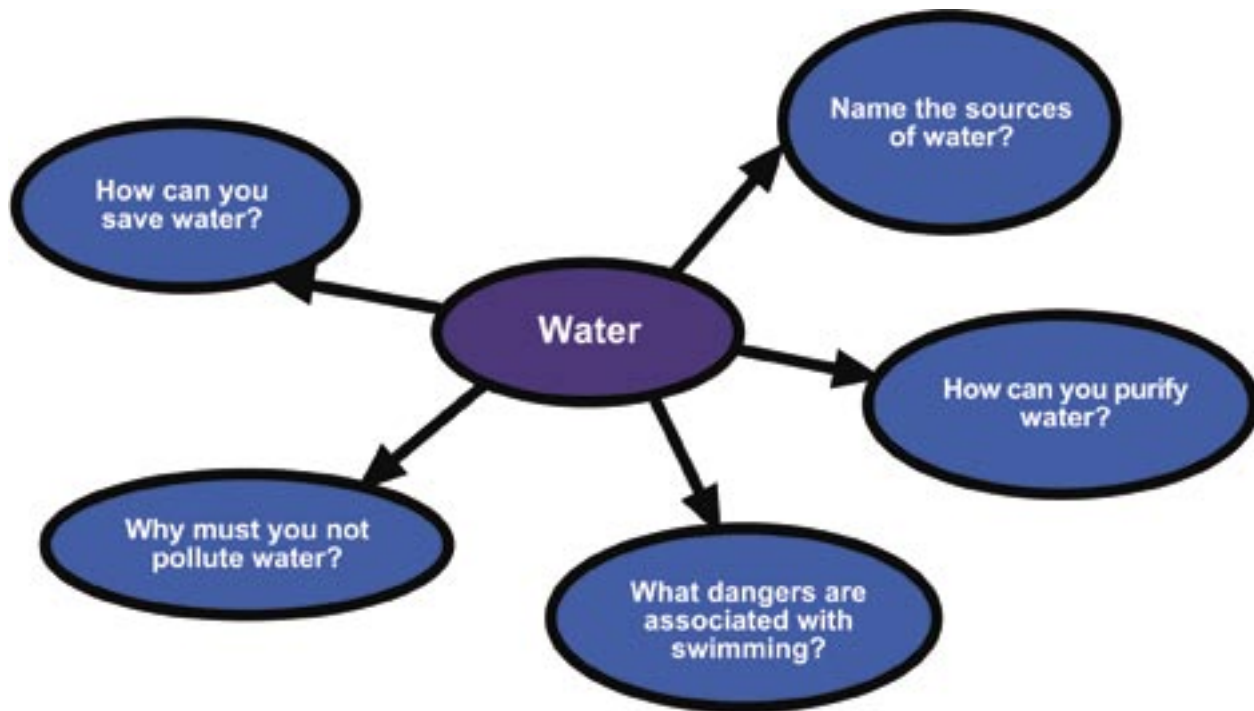 Name the sources
of water?
How can you
save water?
Water
How can you purify
water?
Why must you not
pollute water?
What dangers are
associated with
swimming?